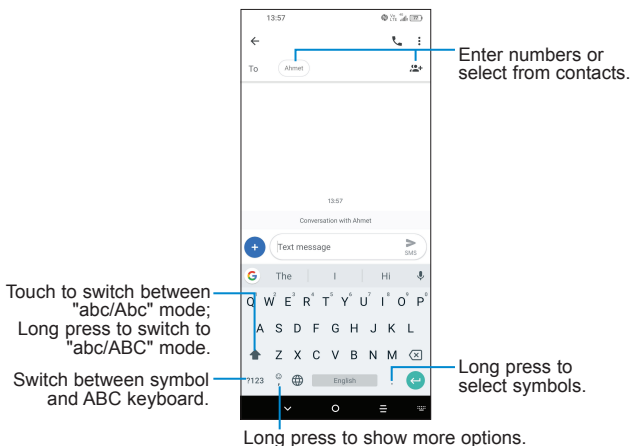 13:57
To
Ahmet
Enter numbers or
select from contacts.
13:57
Conversation with Ahmet
Text message
SMS
The I Hi
Q W E R T Y U I O P
A S D F G H J K L
Touch to switch between
"abc/Abc" mode;
Long press to switch to
"abc/ABC" mode.
Z X C V B N M
?123 , English .
Switch between symbol
and ABC keyboard.
Long press to
select symbols.
Long press to show more options.